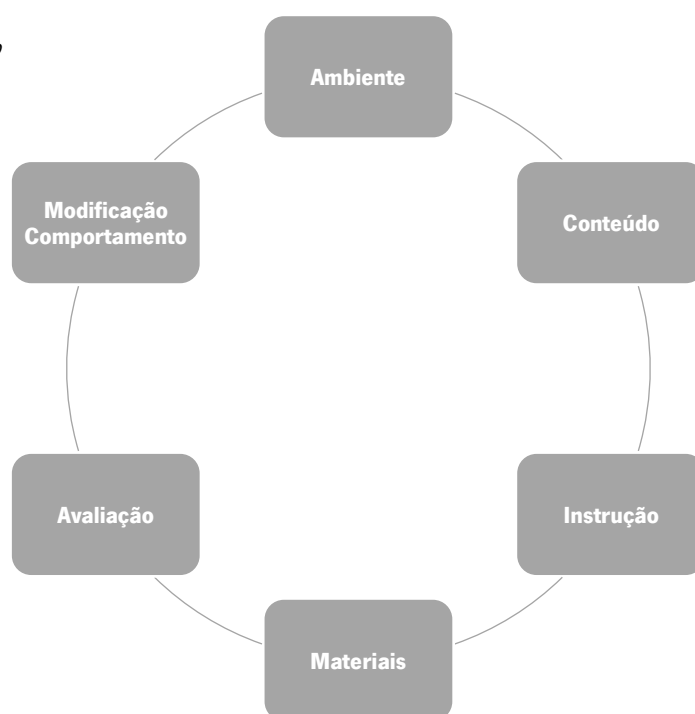 Ambiente
Conteúdo
Instrução
Materiais
Avaliação
Modificação
Comportamento